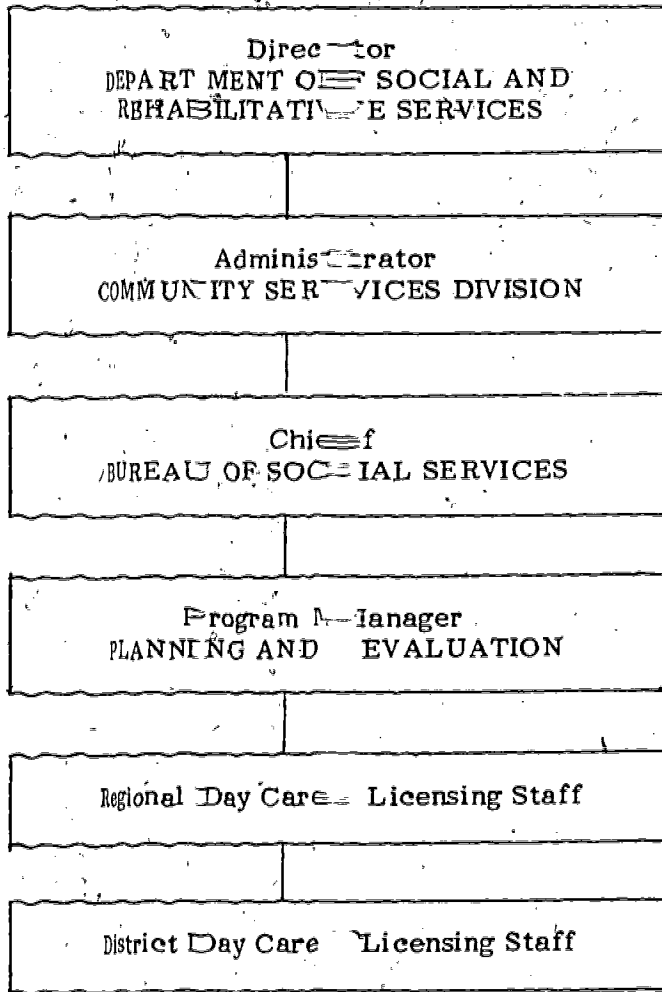 Director
DEPARTMENT OF SOCIAL AND
REHABILITATIVE SERVICES
Administrator
COMMUNITY SERVICES DIVISION
Chief
BUREAU OF SOCIAL SERVICES
Program Manager
PLANNING AND EVALUATION
Regional Day Care Licensing Staff
District Day Care Licensing Staff